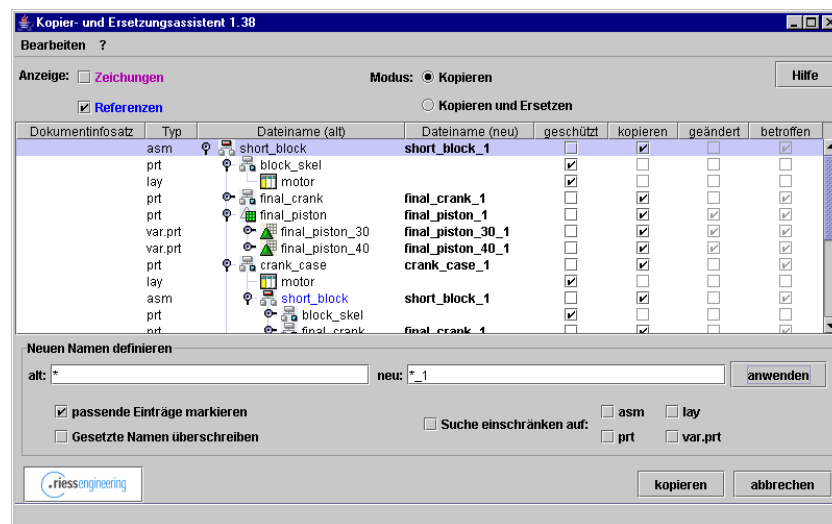 Kopier- und Ersetzungsassistent 1.38
Bearbeiten ?
Anzeige: Zeichungen Modus: Kopieren Hilfe
Referenzen Kopieren und Ersetzen
Dokumentinfosatz Typ Dateiname (alt) Dateiname (neu) geschützt kopieren geändert betroffen
asm short_block short_block_1
prt block_skel
lay motor
prt final_crank final_crank_1
prt final_piston final_piston_1
var.prt final_piston_30 final_piston_30_1
var.prt final_piston_40 final_piston_40_1
prt crank_case crank_case_1
lay motor
asm short_block short_block_1
prt block_skel
prt final_crank final_crank_1
Neuen Namen definieren
alt: * neu: *_1 anwenden
passende Einträge markieren
Suche einschränken auf: asm lay
Gesetzte Namen überschreiben prt var.prt
.riessengineering kopieren abbrechen